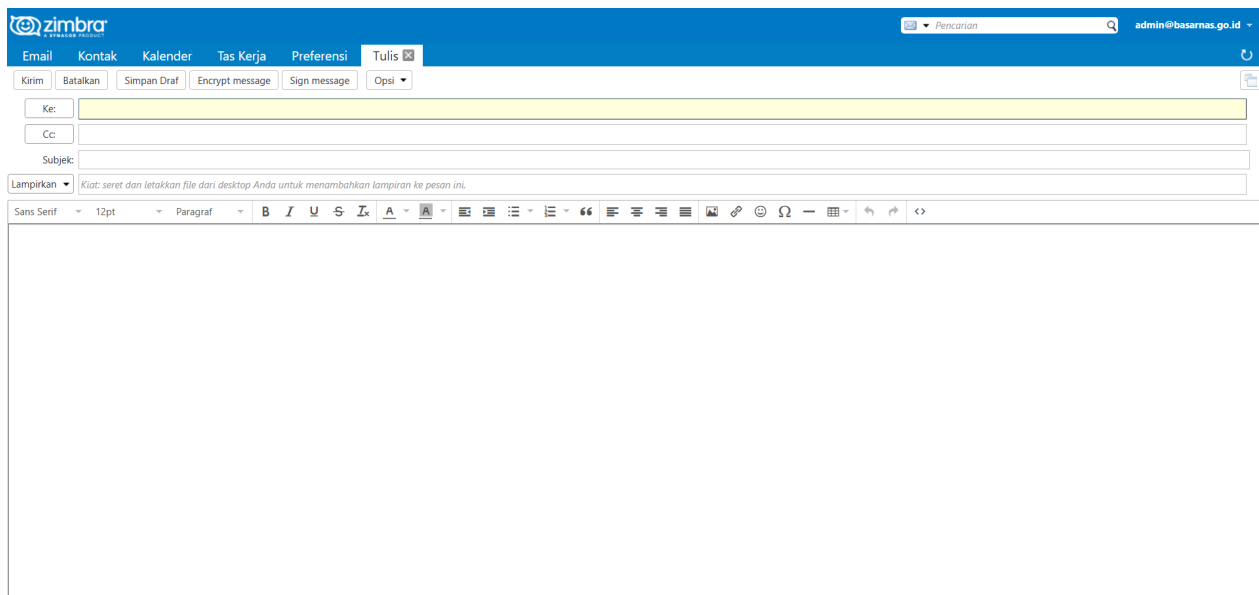 zimbra
A SYNACOR PRODUCT
Pencarian
admin@basarnas.go.id
Email Kontak Kalender Tas Kerja Preferensi Tulis
Kirim Batalkan Simpan Draf Encrypt message Sign message Opsi
Ke:
Cc:
Subjek:
Lampirkan Kiat: seret dan letakkan file dari desktop Anda untuk menambahkan lampiran ke pesan ini.
Sans Serif 12pt Paragraf B I U S Tx A A Ω